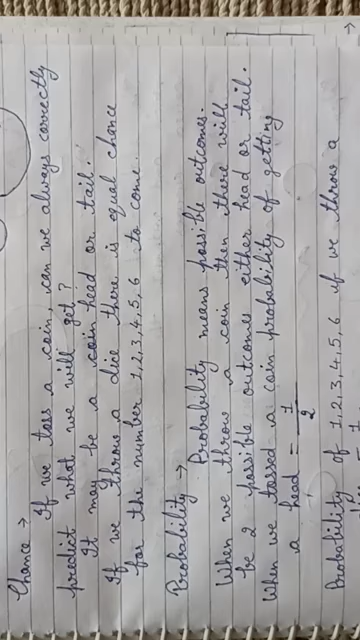 Chance →
If we toss a coin, can we always correctly
predict what we will get?
It may be a coin head or tail.
If we throws a dice there is equal chance
for the number 1,2,3,4,5,6 to come.
Probability →
Probability means possible outcomes.
When we throw a coin then there will
be 2 possible outcomes either head or tail.
When we tossed a coin probability of getting
a head = 1/2
Probability of 1,2,3,4,5,6 if we throw a